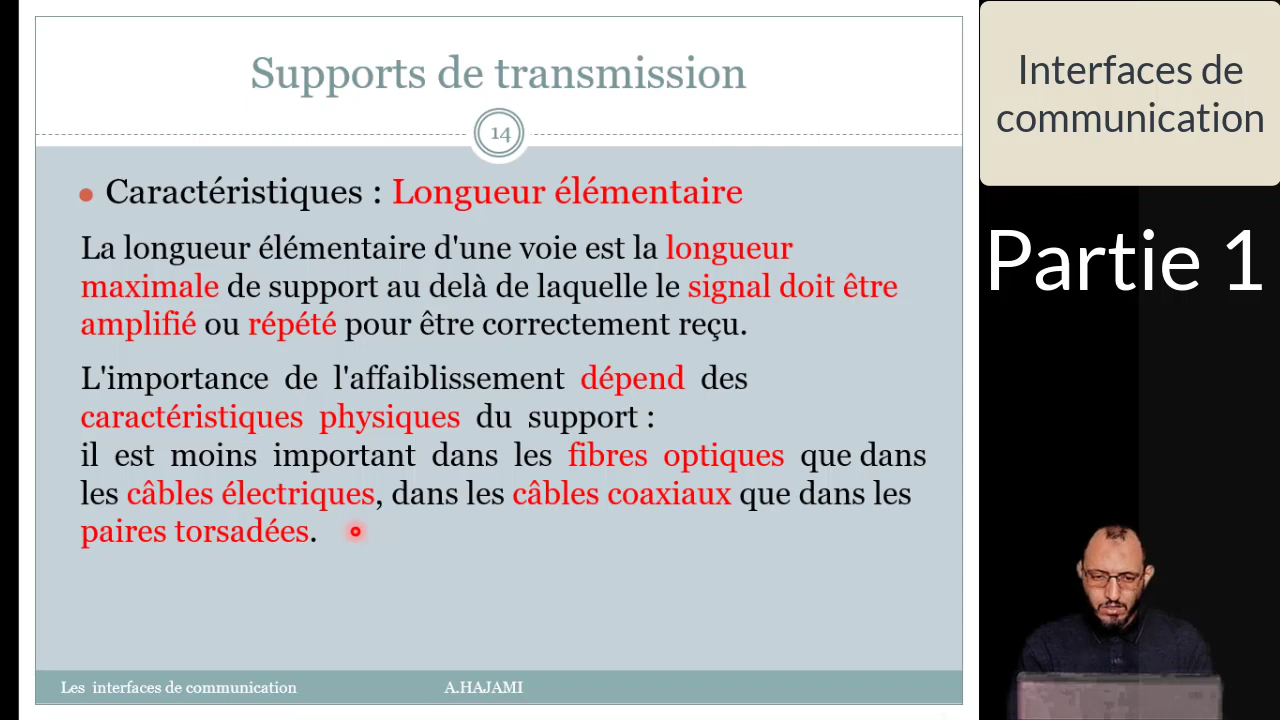 Supports de transmission
14
Caractéristiques : Longueur élémentaire
La longueur élémentaire d'une voie est la longueur
maximale de support au delà de laquelle le signal doit être
amplifié ou répété pour être correctement reçu.
L'importance de l'affaiblissement dépend des
caractéristiques physiques du support :
il est moins important dans les fibres optiques que dans
les câbles électriques, dans les câbles coaxiaux que dans les
paires torsadées.
Les interfaces de communication
A.HAJAMI
Interfaces de
communication
Partie 1